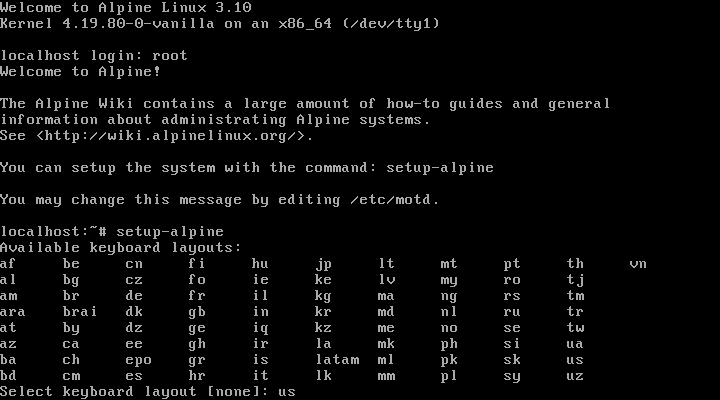 Welcome to Alpine Linux 3.10
Kernel 4.19.80-0-vanilla on an x86_64 (/dev/tty1)
localhost login: root
Welcome to Alpine!
The Alpine Wiki contains a large amount of how-to guides and general
information about administrating Alpine systems.
See <http://wiki.alpinelinux.org/>.
You can setup the system with the command: setup-alpine
You may change this message by editing /etc/motd.
localhost:~# setup-alpine
Available keyboard layouts:
af be cn fi hu jp lt mt pt th vn
al bg cz fo ie ke lv my ro tj
am br de fr il kg ma ng rs tm
ara brai dk gb in kr md nl ru tr
at by dz ge iq kz me no se tw
az ca ee gh ir la mk ph si ua
ba ch epo gr is latam ml pk sk us
bd cm es hr it lk mm pl sy uz
Select keyboard layout [none]: us